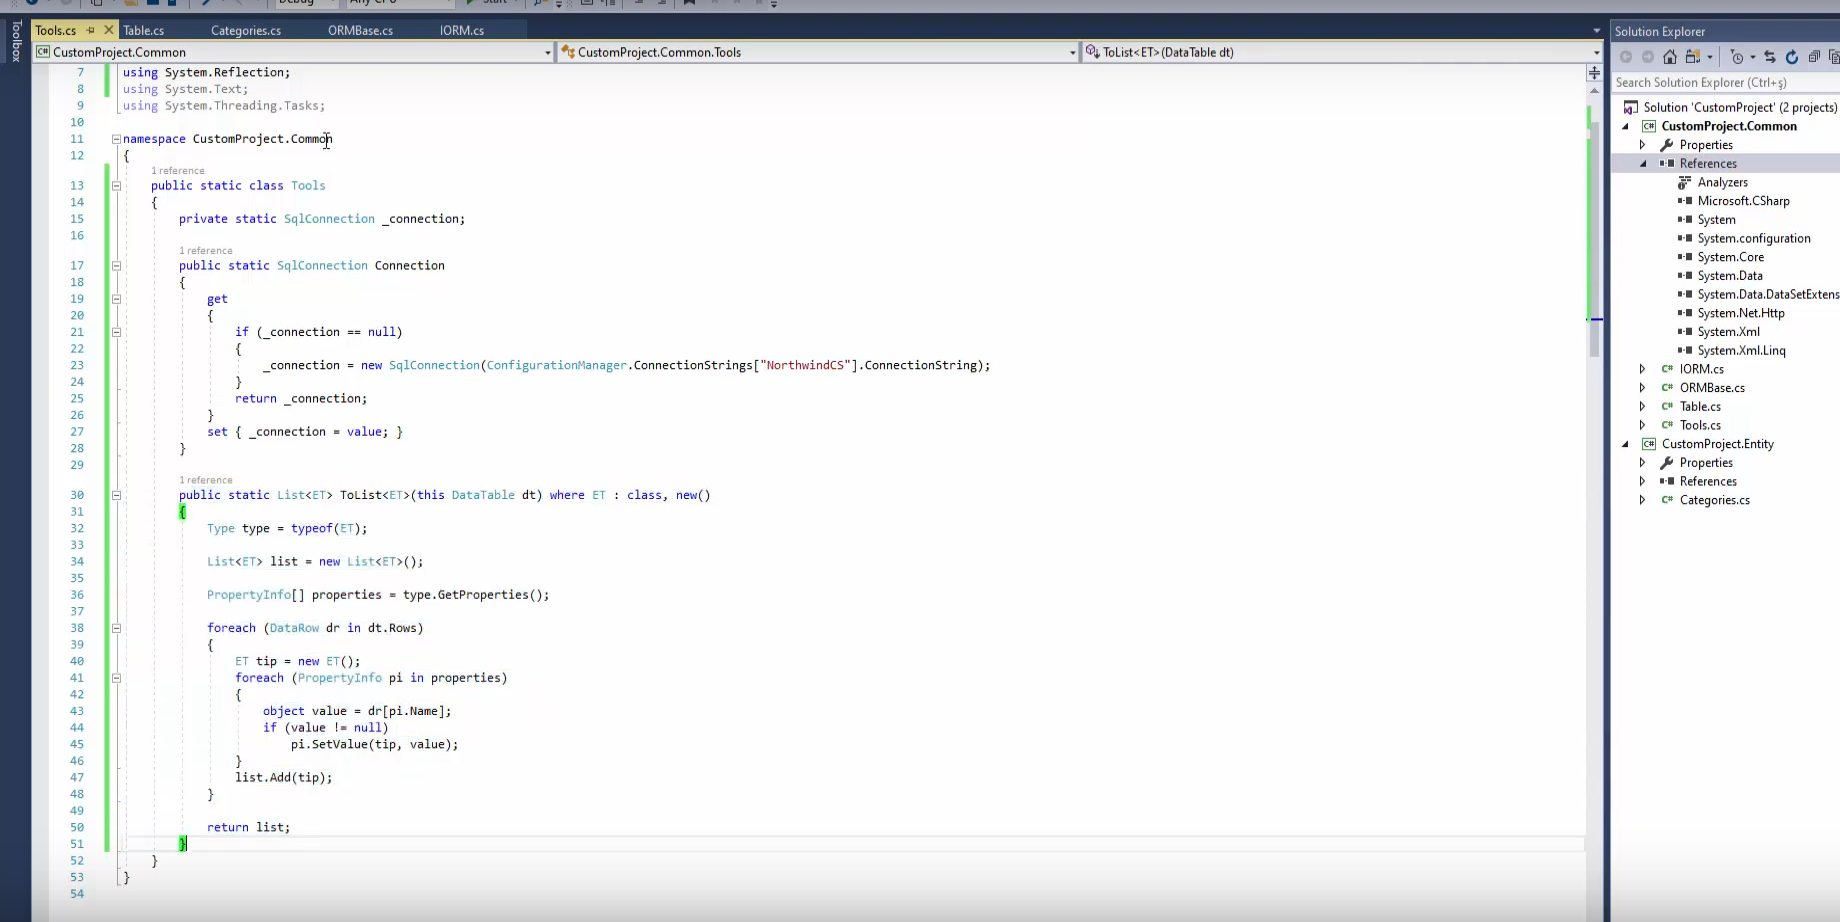 Debug Any CPU Start
Toolbox
Tools.cs Table.cs Categories.cs ORMBase.cs IORM.cs
CustomProject.Common CustomProject.Common.Tools ToList<ET>(DataTable dt)
7 using System.Reflection;
8 using System.Text;
9 using System.Threading.Tasks;
10
11 namespace CustomProject.Common
12 {
1 reference
13 public static class Tools
14 {
15 private static SqlConnection _connection;
16
1 reference
17 public static SqlConnection Connection
18 {
19 get
20 {
21 if (_connection == null)
22 {
23 _connection = new SqlConnection(ConfigurationManager.ConnectionStrings["NorthwindCS"].ConnectionString);
24 }
25 return _connection;
26 }
27 set { _connection = value; }
28 }
29
1 reference
30 public static List<ET> ToList<ET>(this DataTable dt) where ET : class, new()
31 {
32 Type type = typeof(ET);
33
34 List<ET> list = new List<ET>();
35
36 PropertyInfo[] properties = type.GetProperties();
37
38 foreach (DataRow dr in dt.Rows)
39 {
40 ET tip = new ET();
41 foreach (PropertyInfo pi in properties)
42 {
43 object value = dr[pi.Name];
44 if (value != null)
45 pi.SetValue(tip, value);
46 }
47 list.Add(tip);
48 }
49
50 return list;
51 }
52 }
53 }
54
Solution Explorer
Search Solution Explorer (Ctrl+ş)
Solution 'CustomProject' (2 projects)
C# CustomProject.Common
Properties
References
Analyzers
Microsoft.CSharp
System
System.configuration
System.Core
System.Data
System.Data.DataSetExtens
System.Net.Http
System.Xml
System.Xml.Linq
C# IORM.cs
C# ORMBase.cs
C# Table.cs
C# Tools.cs
C# CustomProject.Entity
Properties
References
C# Categories.cs